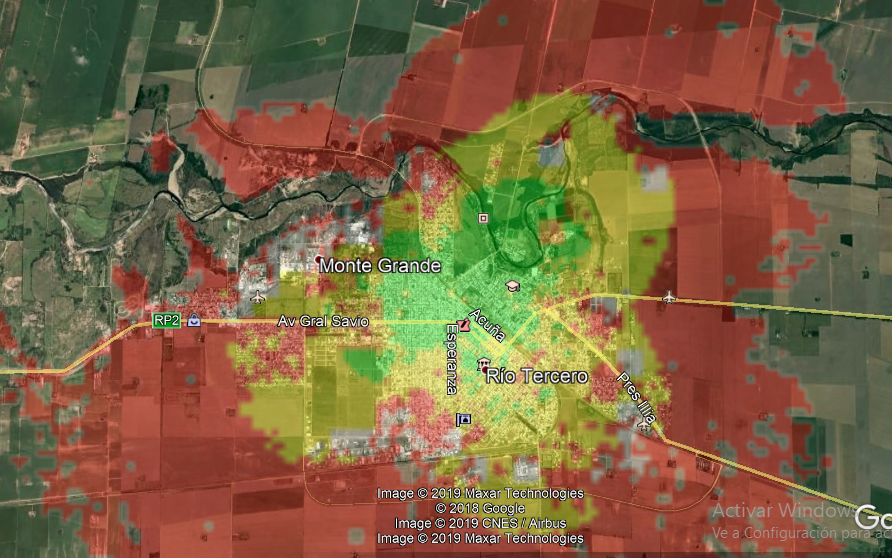 Monte Grande
RP2
Av Gral Savio
Acuña
Esperanza
Río Tercero
Pres Illia
Image © 2019 Maxar Technologies
© 2018 Google
Image © 2019 CNES / Airbus
Image © 2019 Maxar Technologies
Activar Windows
Ve a Configuración para